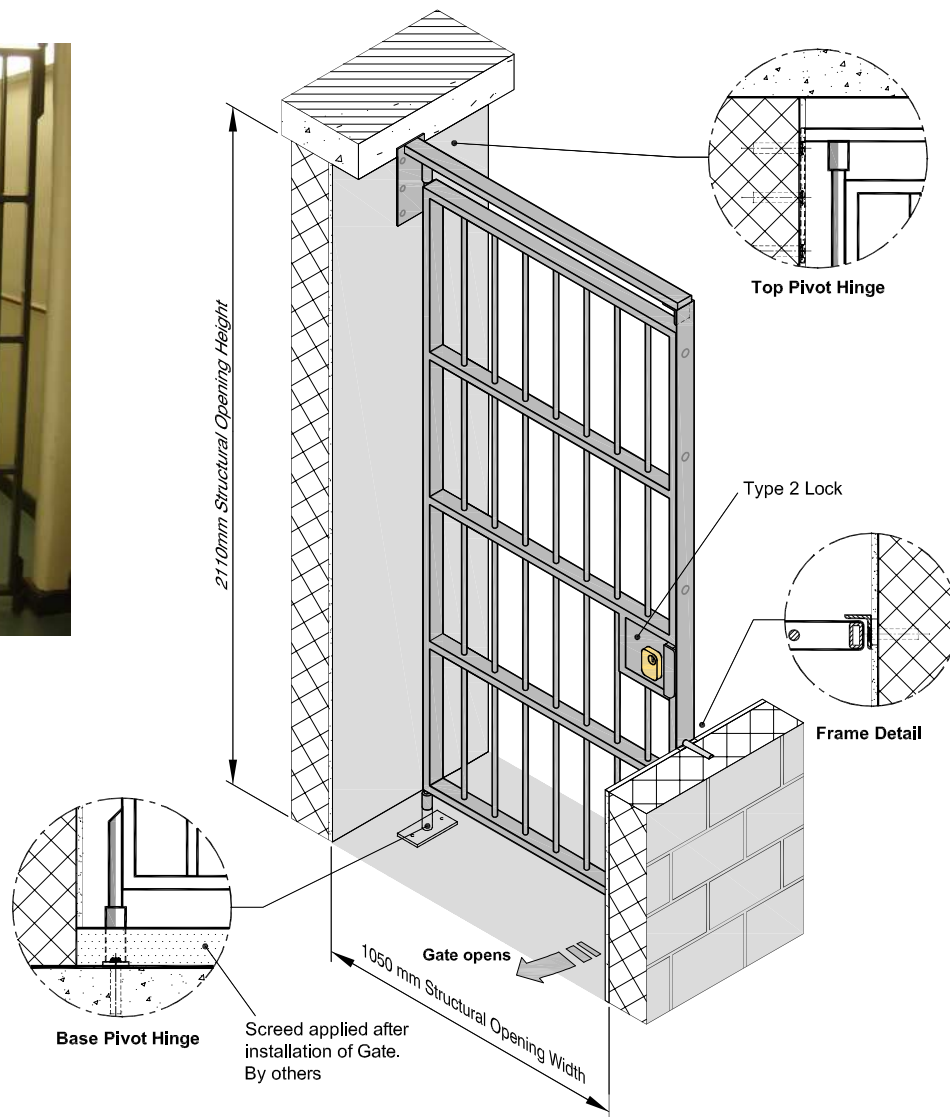 Top Pivot Hinge
2110mm Structural Opening Height
Type 2 Lock
Frame Detail
Gate opens
1050 mm Structural Opening Width
Base Pivot Hinge
Screed applied after
installation of Gate.
By others